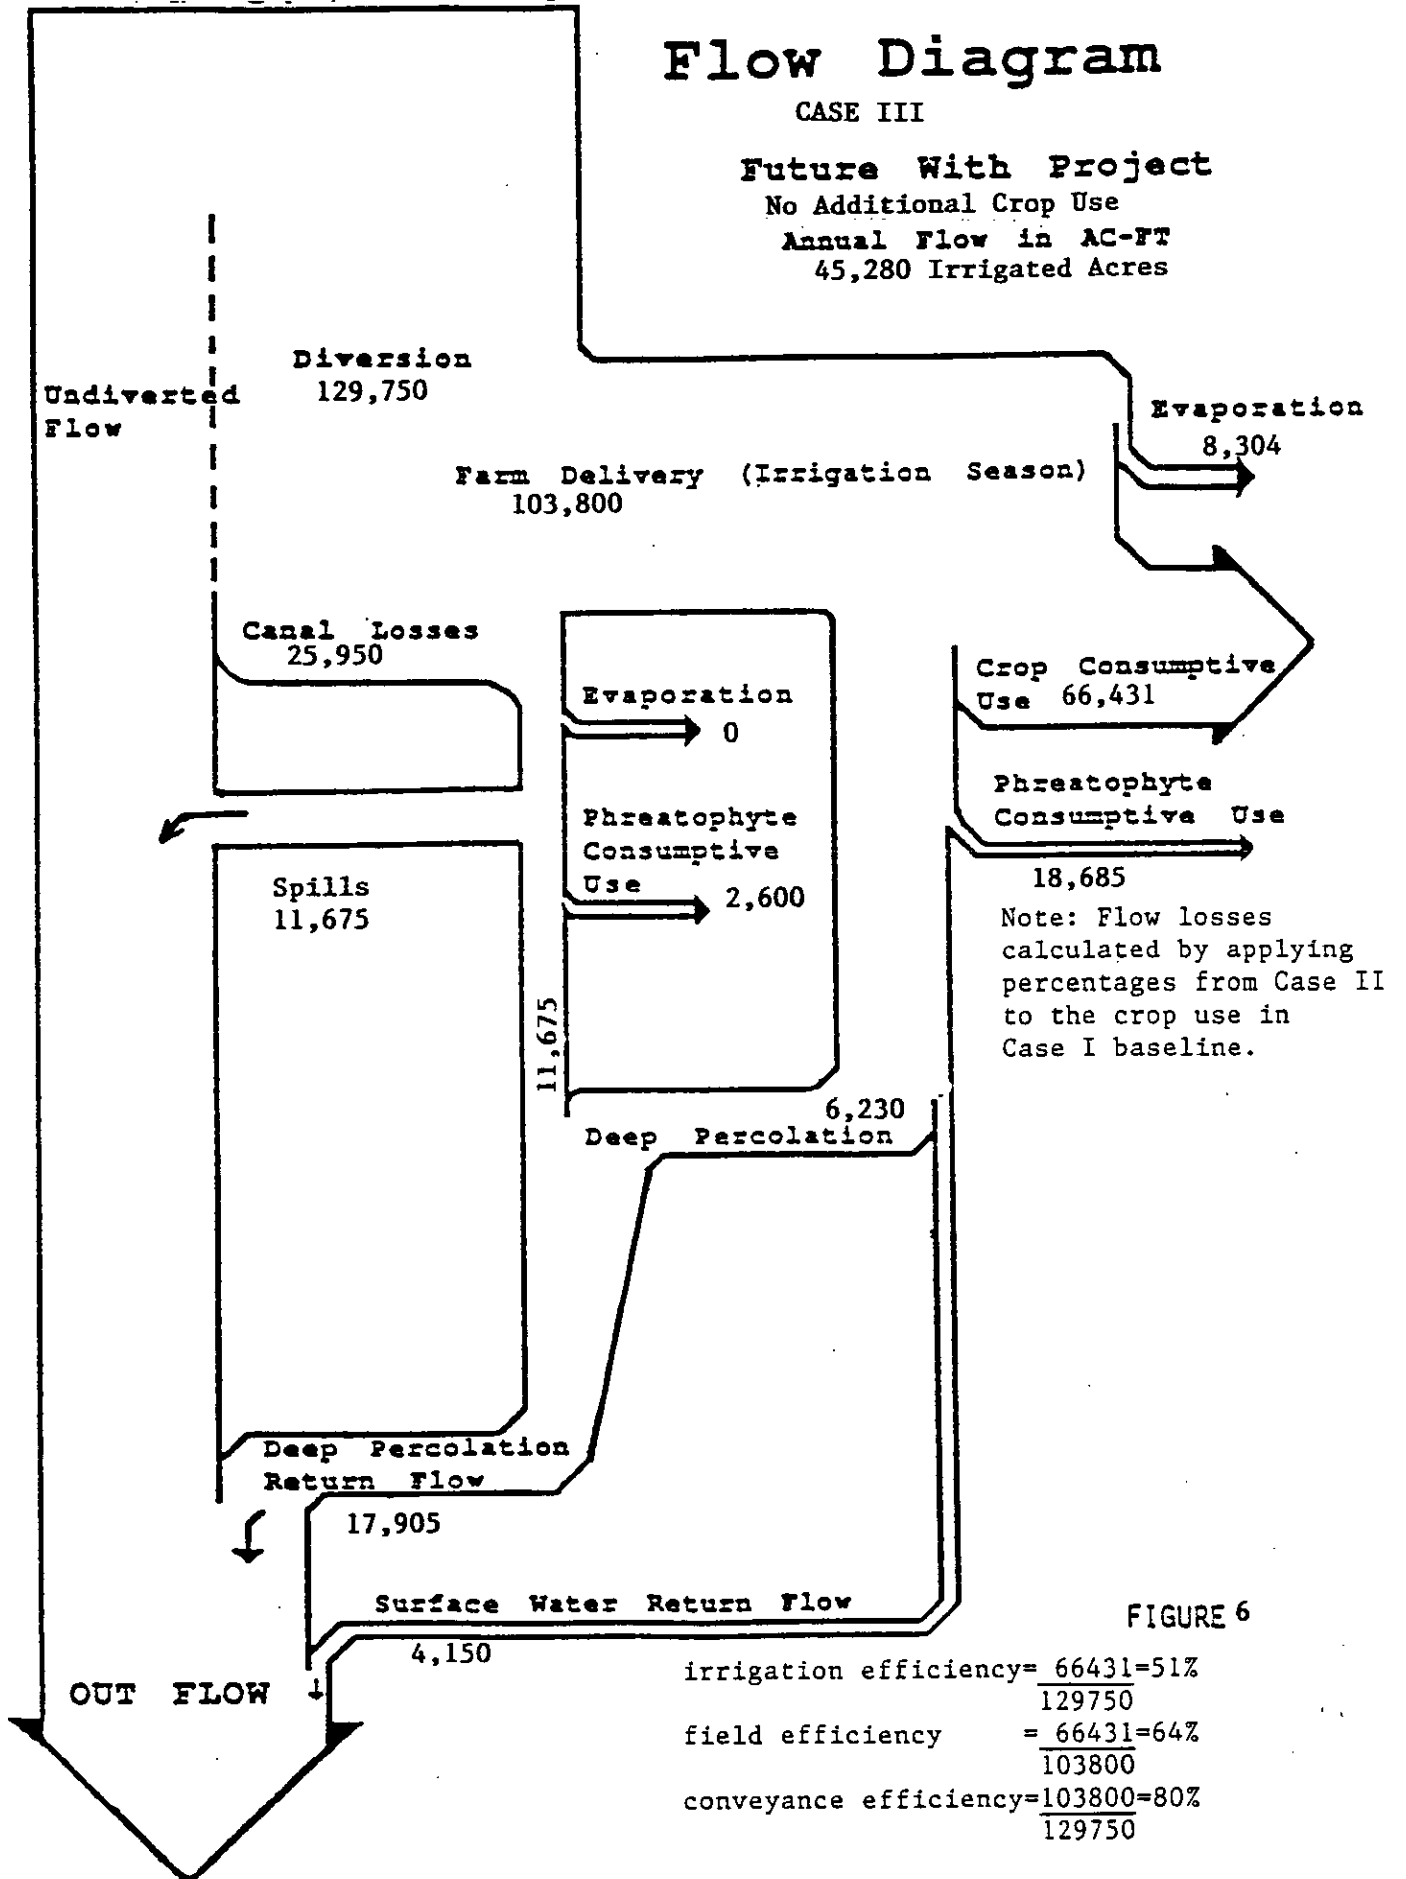 Flow Diagram
CASE III
Future With Project
No Additional Crop Use
Annual Flow in AC-FT
45,280 Irrigated Acres
Diversion
129,750
Undiverted
Flow
Evaporation
8,304
Farm Delivery (Irrigation Season)
103,800
Canal Losses
25,950
Evaporation
0
Crop Consumptive
Use 66,431
Phreatophyte
Consumptive Use
18,685
Phreatophyte
Consumptive
Use 2,600
Spills
11,675
Note: Flow losses
calculated by applying
percentages from Case II
to the crop use in
Case I baseline.
11,675
6,230
Deep Percolation
Deep Percolation
Return Flow
17,905
Surface Water Return Flow
4,150
OUT FLOW
FIGURE 6
irrigation efficiency= 66431=51%
129750
field efficiency = 66431=64%
103800
conveyance efficiency=103800=80%
129750